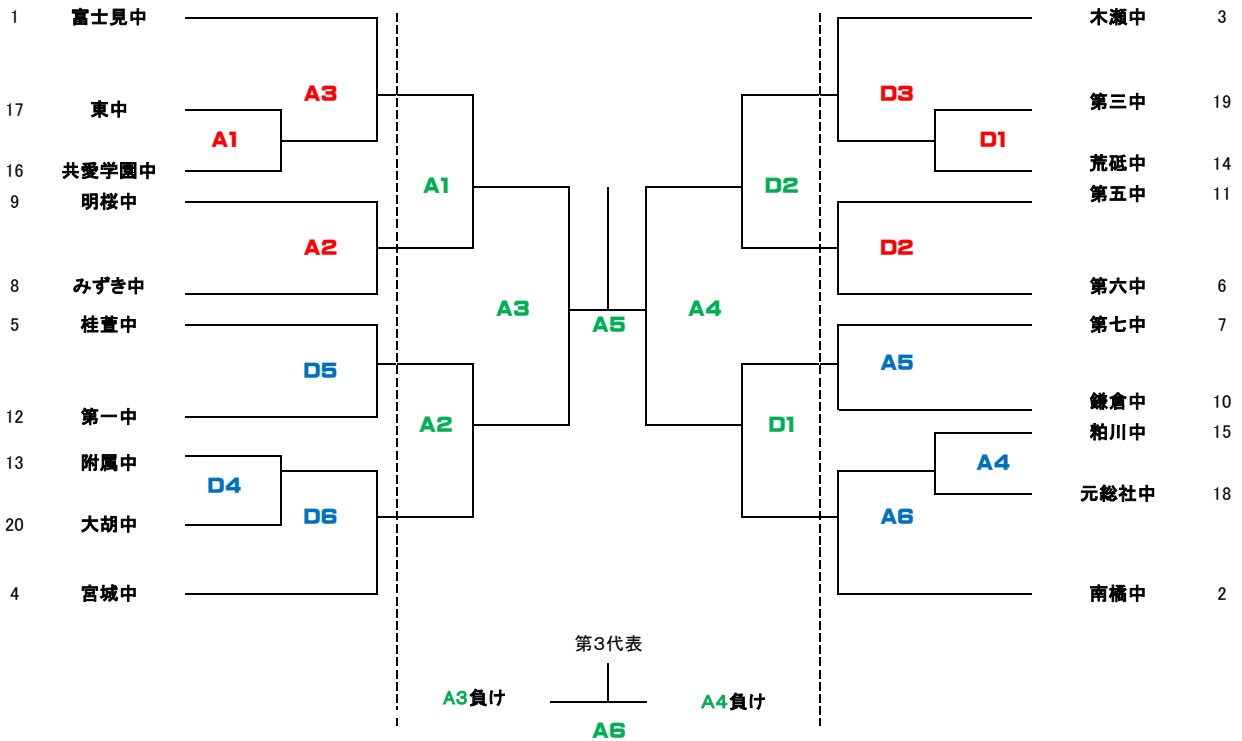 1 富士見中 木瀬中 3
A3 D3
17 東中 第三中 19
A1 D1
16 共愛学園中 荒砥中 14
A1 D2
9 明桜中 第五中 11
A2 D2
8 みずき中 第六中 6
A3 A5 A4
5 桂萱中 第七中 7
D5 A5
12 第一中 鎌倉中 10
A2 D1
粕川中 15
13 附属中 A4
D4
元総社中 18
20 大胡中 D6 A6
4 宮城中 南橘中 2
第3代表
A3負け A4負け
A6